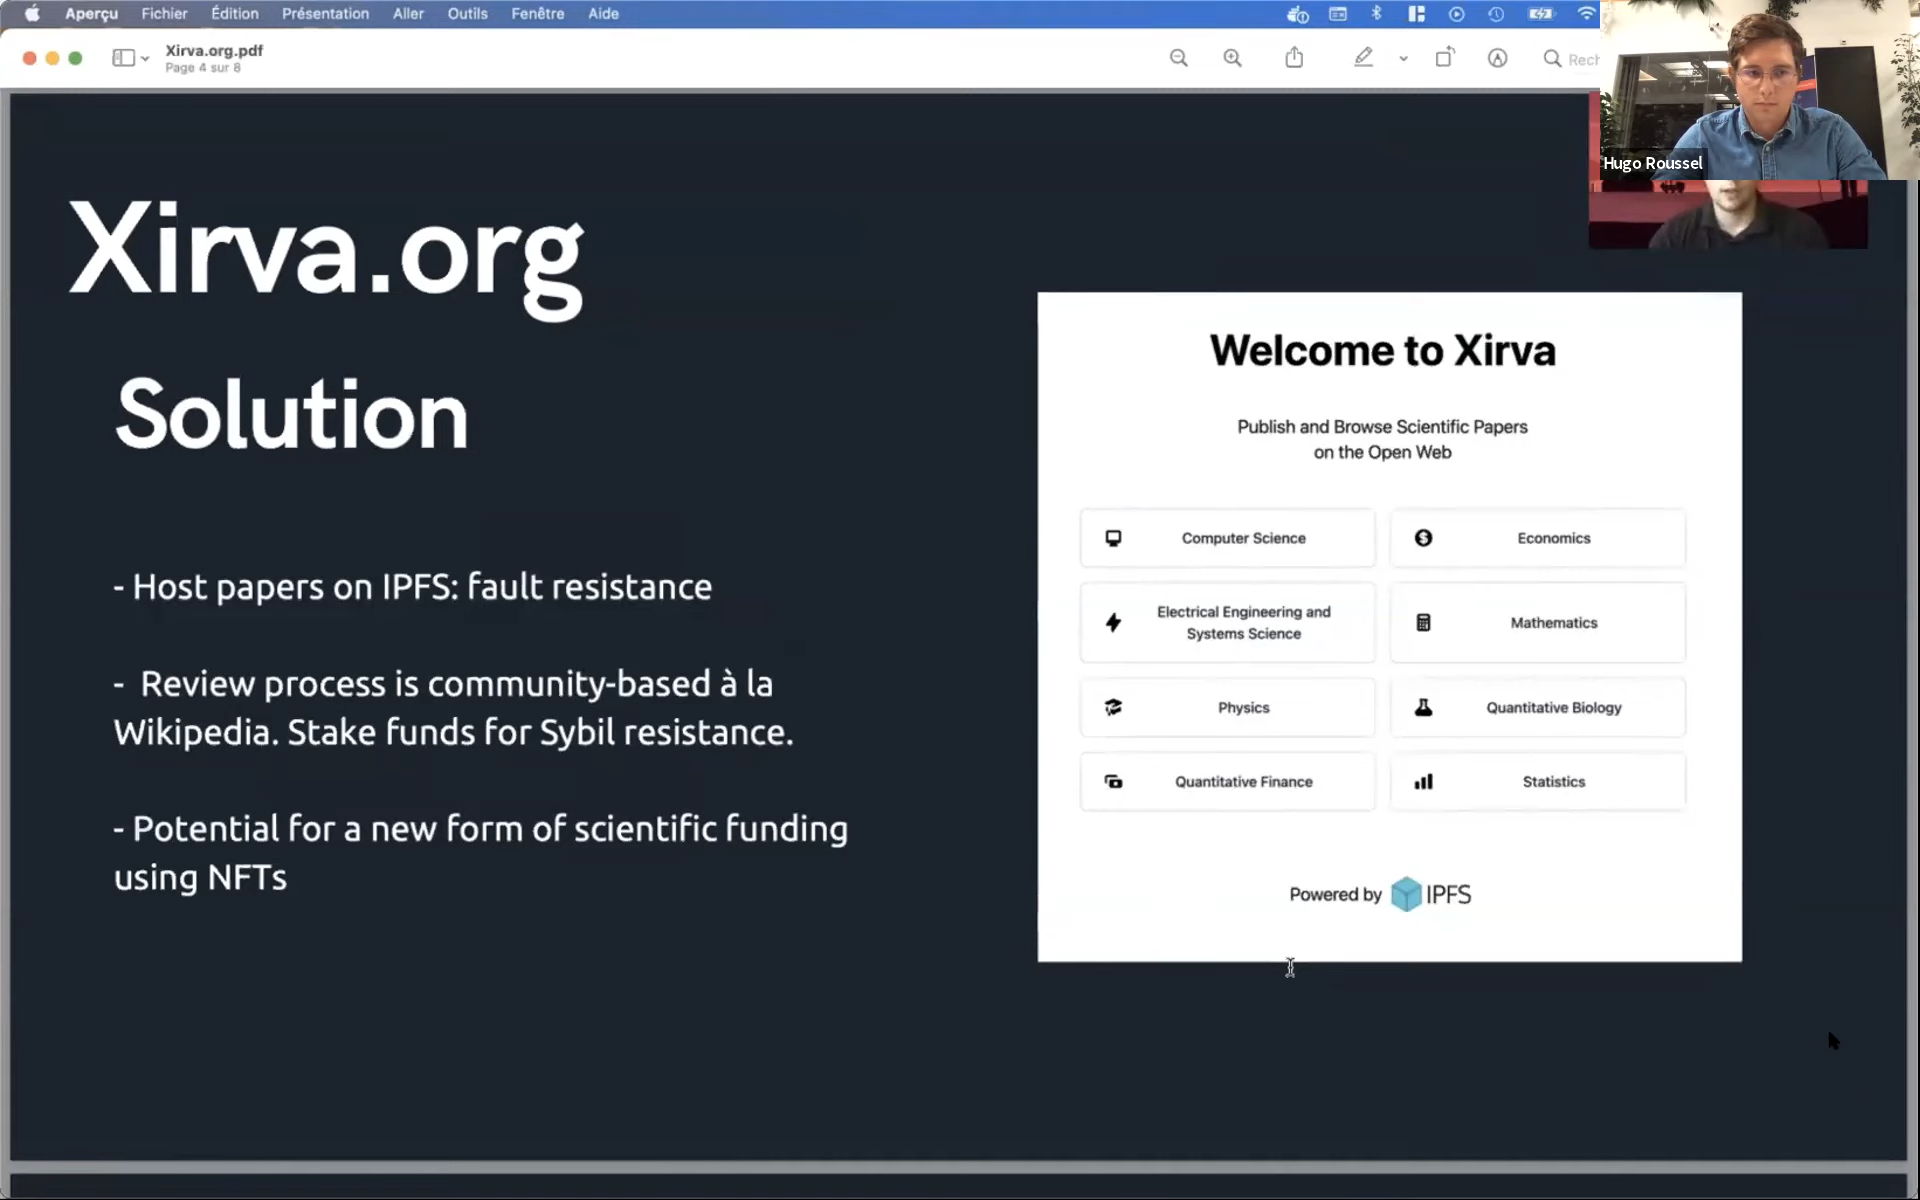 Aperçu Fichier Édition Présentation Aller Outils Fenêtre Aide
Xirva.org.pdf
Page 4 sur 8
Rech
Hugo Roussel
Xirva.org
Solution
- Host papers on IPFS: fault resistance
- Review process is community-based à la
Wikipedia. Stake funds for Sybil resistance.
- Potential for a new form of scientific funding
using NFTs
Welcome to Xirva
Publish and Browse Scientific Papers
on the Open Web
Computer Science
Economics
Electrical Engineering and
Systems Science
Mathematics
Physics
Quantitative Biology
Quantitative Finance
Statistics
Powered by IPFS